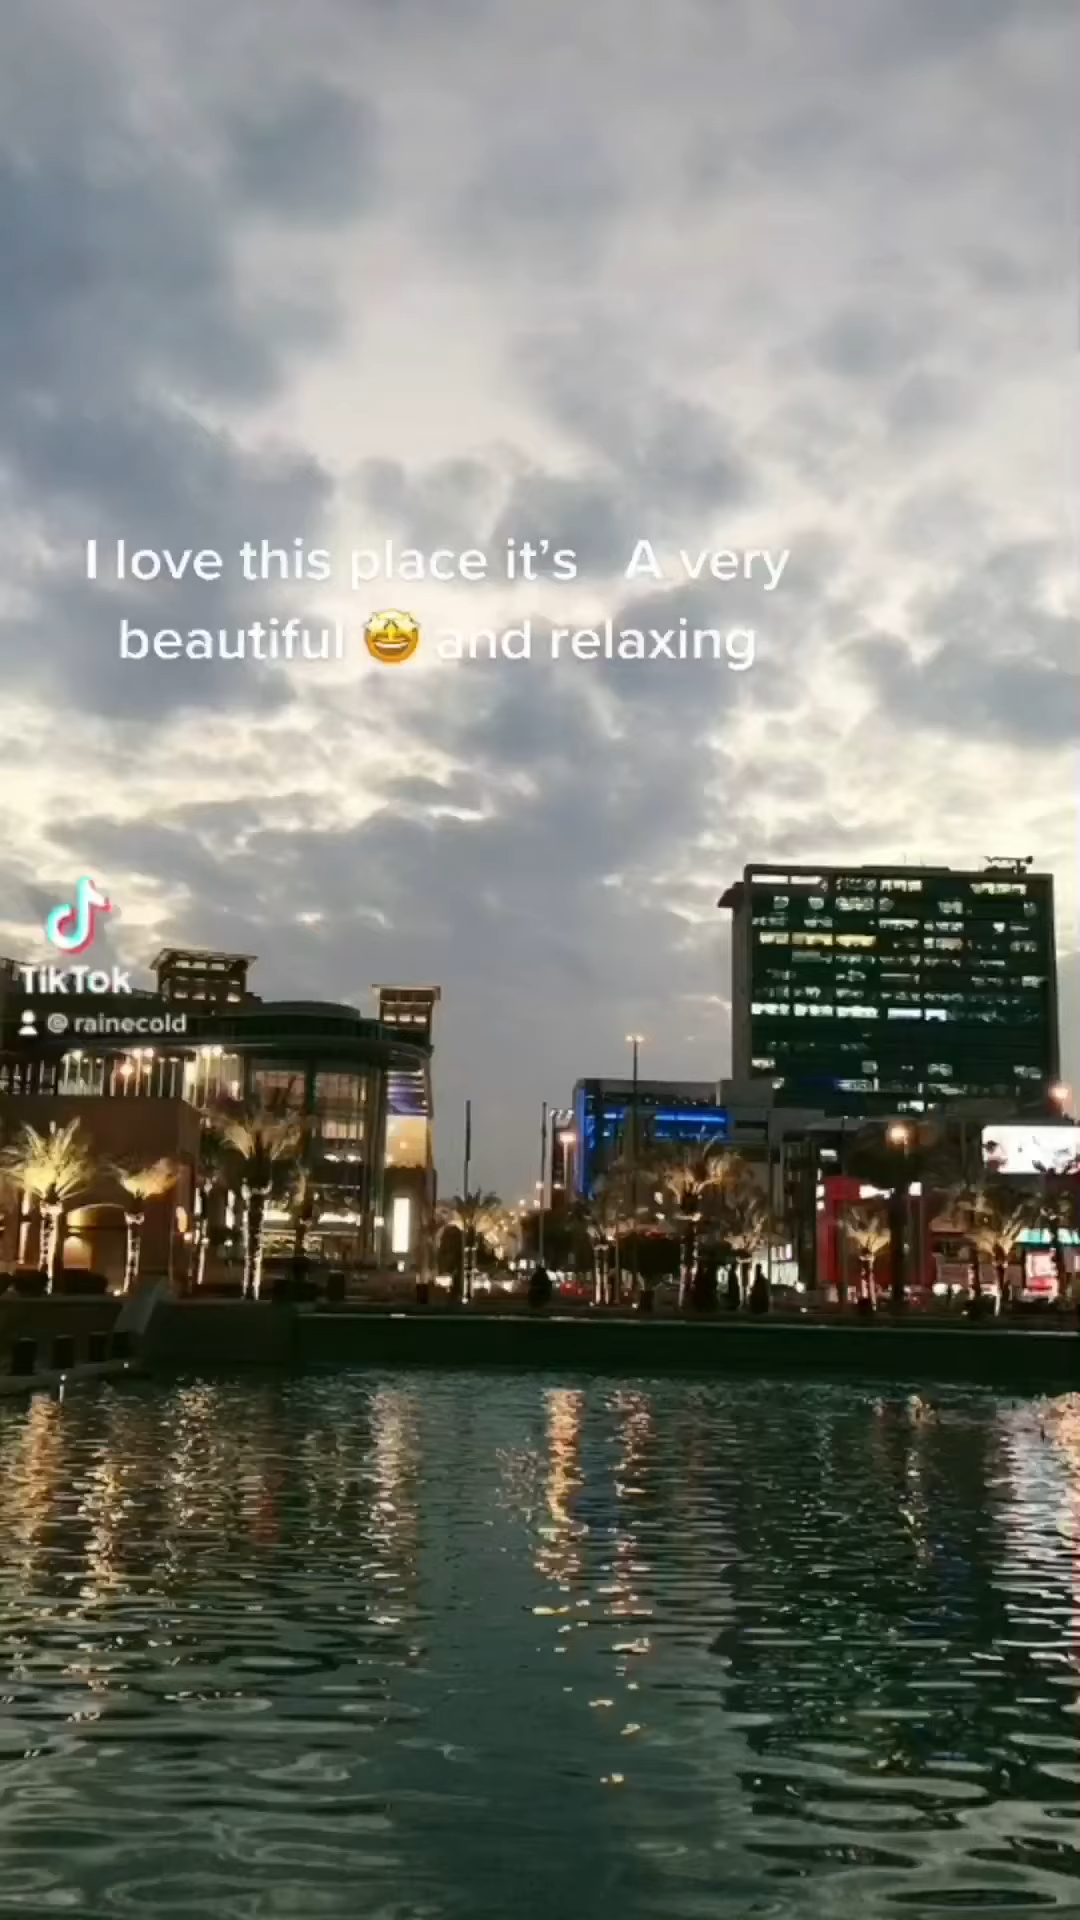 I love this place it's   A very
beautiful 🤩 and relaxing
TikTok
@ rainecold